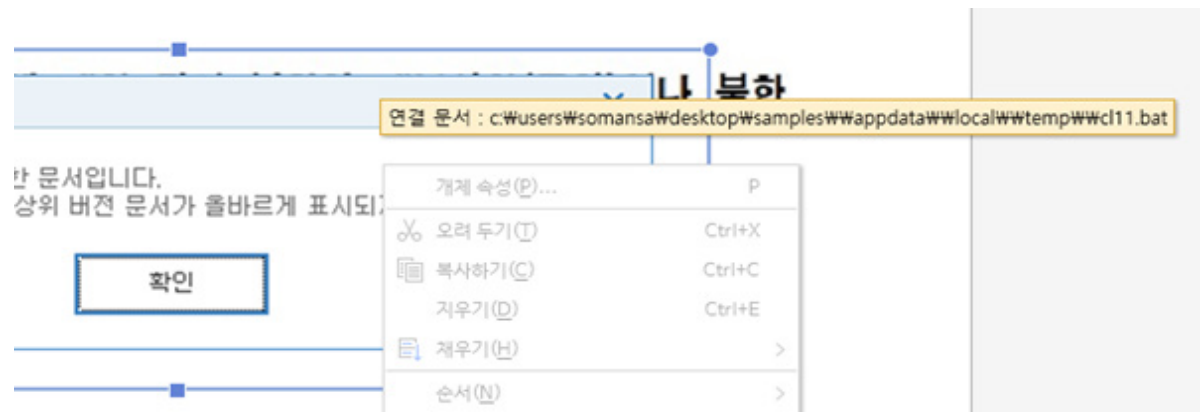 나 북한
연결 문서 : c:₩users₩somansa₩desktop₩samples₩₩appdata₩₩local₩₩temp₩₩cl11.bat
한 문서입니다.
상위 버전 문서가 올바르게 표시되지
확인
개체 속성(P)... P
오려 두기(T) Ctrl+X
복사하기(C) Ctrl+C
지우기(D) Ctrl+E
채우기(H) >
순서(N) >